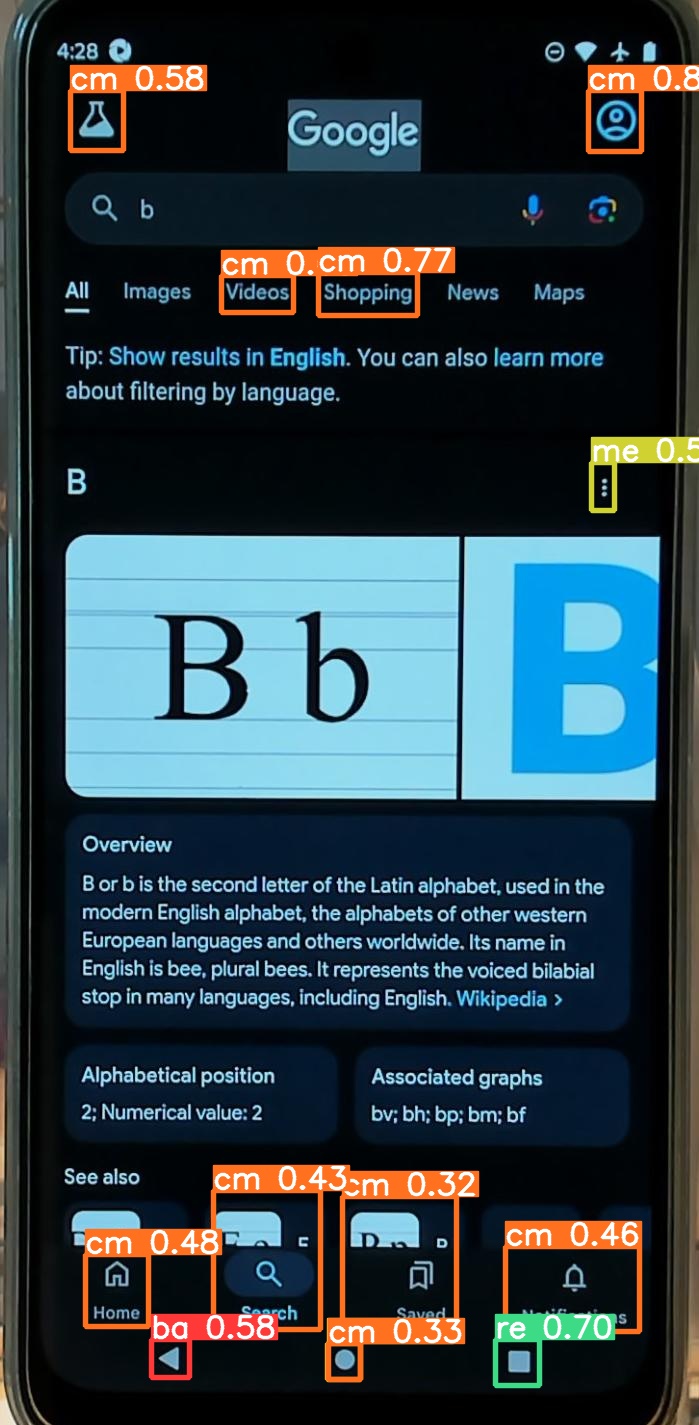 4:28
cm 0.58
cm 0.8
Google
b
cm 0.
cm 0.77
All Images Videos Shopping News Maps
Tip: Show results in English. You can also learn more
about filtering by language.
me 0.5
B
B b
B
Overview
B or b is the second letter of the Latin alphabet, used in the
modern English alphabet, the alphabets of other western
European languages and others worldwide. Its name in
English is bee, plural bees. It represents the voiced bilabial
stop in many languages, including English. Wikipedia >
Alphabetical position
2; Numerical value: 2
Associated graphs
bv; bh; bp; bm; bf
See also
cm 0.43
cm 0.32
cm 0.48
cm 0.46
Home Search Saved Notifications
ba 0.58
cm 0.33
re 0.70